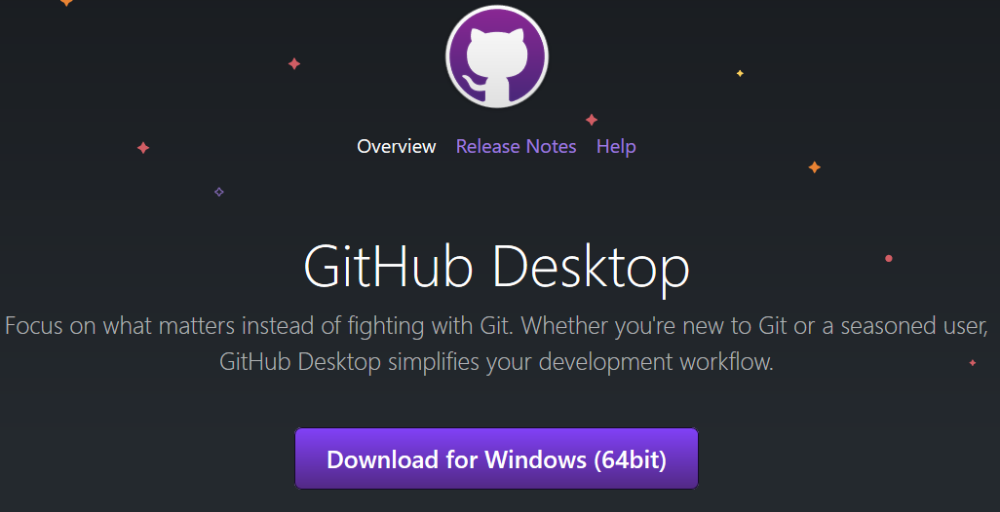 Overview Release Notes Help
GitHub Desktop
Focus on what matters instead of fighting with Git. Whether you're new to Git or a seasoned user,
GitHub Desktop simplifies your development workflow.
Download for Windows (64bit)